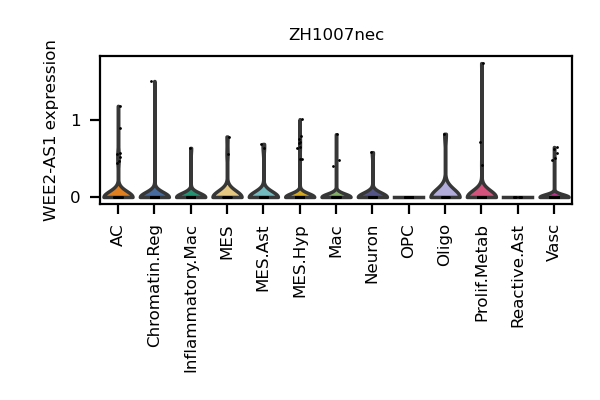 ZH1007nec
WEE2-AS1 expression
1
0
AC
Chromatin.Reg
Inflammatory.Mac
MES
MES.Ast
MES.Hyp
Mac
Neuron
OPC
Oligo
Prolif.Metab
Reactive.Ast
Vasc